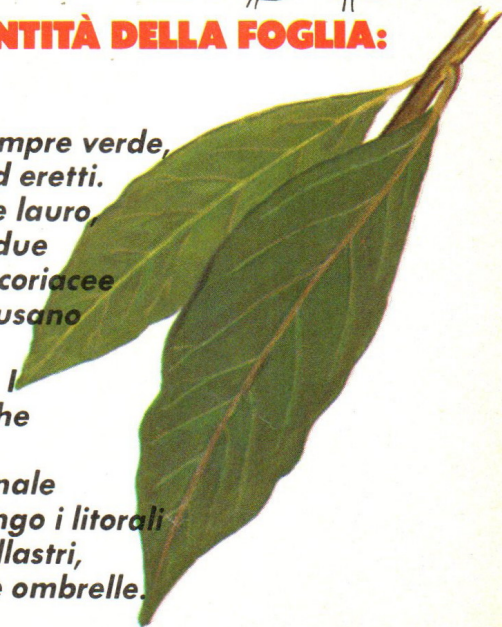 NTITÀ DELLA FOGLIA:
mpre verde,
d eretti.
e lauro,
due
coriacee
usano
I
he
nale
ngo i litorali
llastri,
e ombrelle.